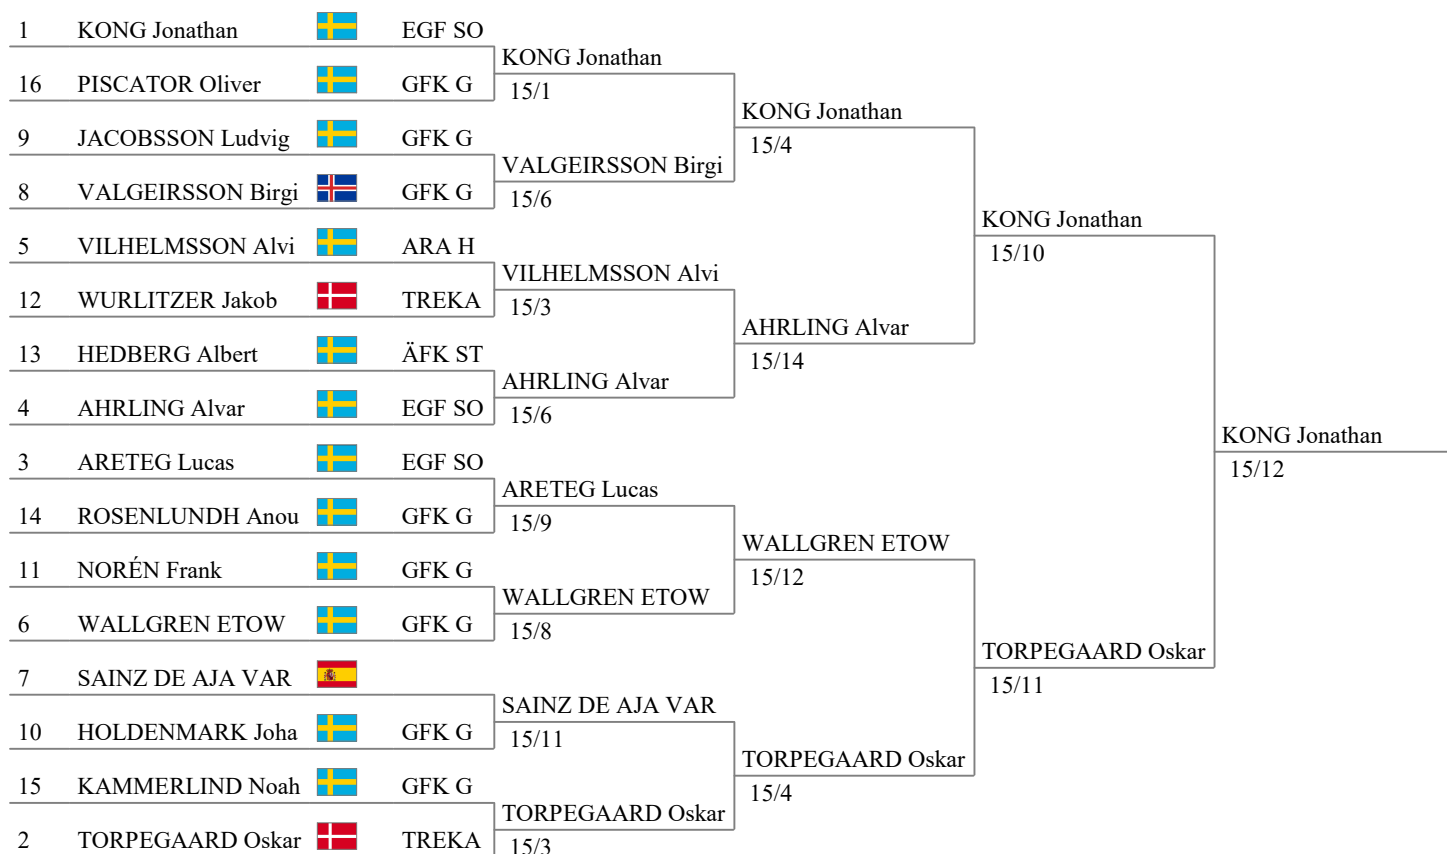 1 KONG Jonathan EGF SO
16 PISCATOR Oliver GFK G
9 JACOBSSON Ludvig GFK G
8 VALGEIRSSON Birgi GFK G
5 VILHELMSSON Alvi ARA H
12 WURLITZER Jakob TREKA
13 HEDBERG Albert ÄFK ST
4 AHRLING Alvar EGF SO
3 ARETEG Lucas EGF SO
14 ROSENLUNDH Anou GFK G
11 NORÉN Frank GFK G
6 WALLGREN ETOW GFK G
7 SAINZ DE AJA VAR
10 HOLDENMARK Joha GFK G
15 KAMMERLIND Noah GFK G
2 TORPEGAARD Oskar TREKA
KONG Jonathan
15/1
VALGEIRSSON Birgi
15/6
VILHELMSSON Alvi
15/3
AHRLING Alvar
15/6
ARETEG Lucas
15/9
WALLGREN ETOW
15/8
SAINZ DE AJA VAR
15/11
TORPEGAARD Oskar
15/3
KONG Jonathan
15/4
AHRLING Alvar
15/14
WALLGREN ETOW
15/12
TORPEGAARD Oskar
15/4
KONG Jonathan
15/10
TORPEGAARD Oskar
15/11
KONG Jonathan
15/12